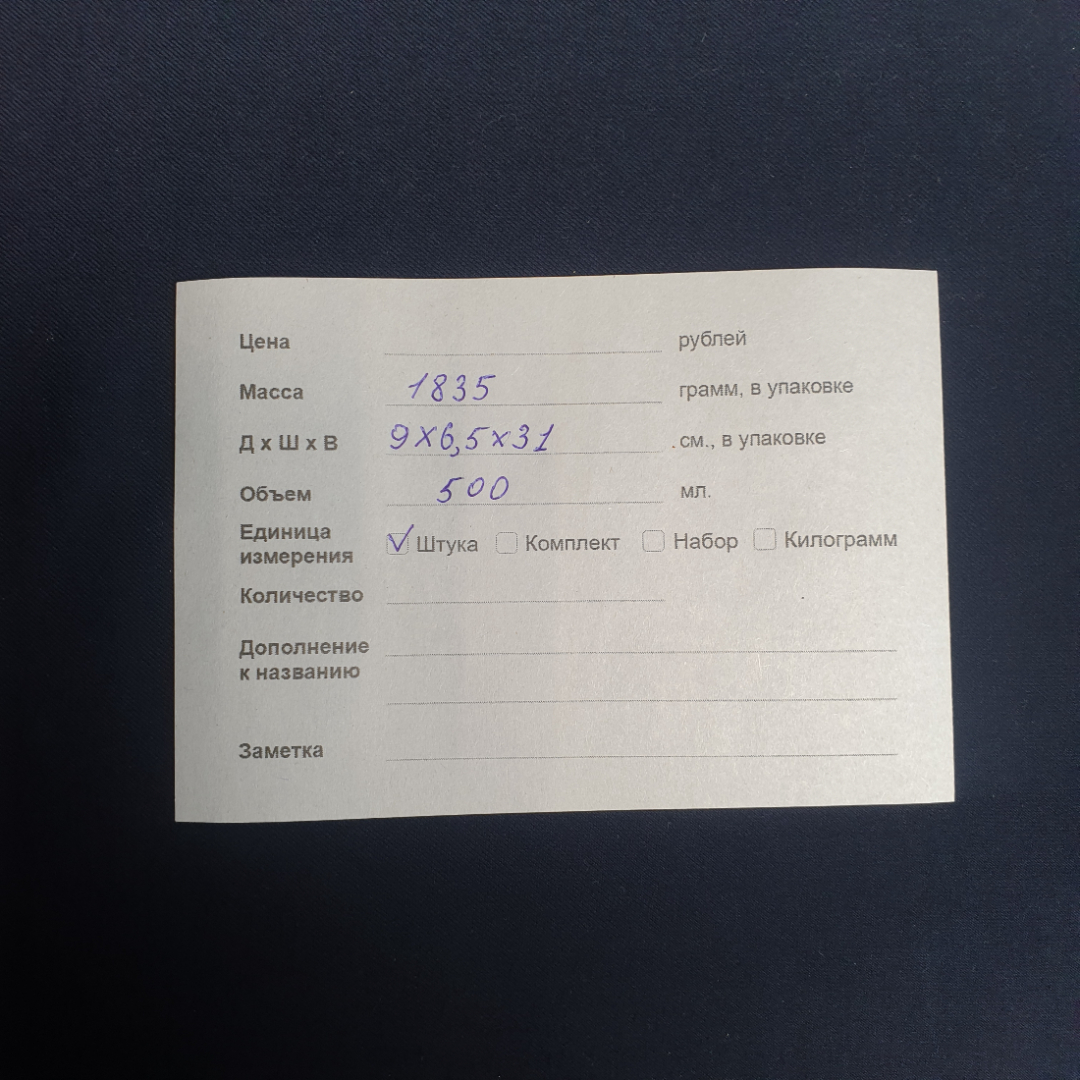 Цена рублей
Масса 1835 грамм, в упаковке
Д х Ш х В 9х6,5х31 см., в упаковке
Объем 500 мл.
Единица
измерения Штука Комплект Набор Килограмм
Количество
Дополнение
к названию
Заметка